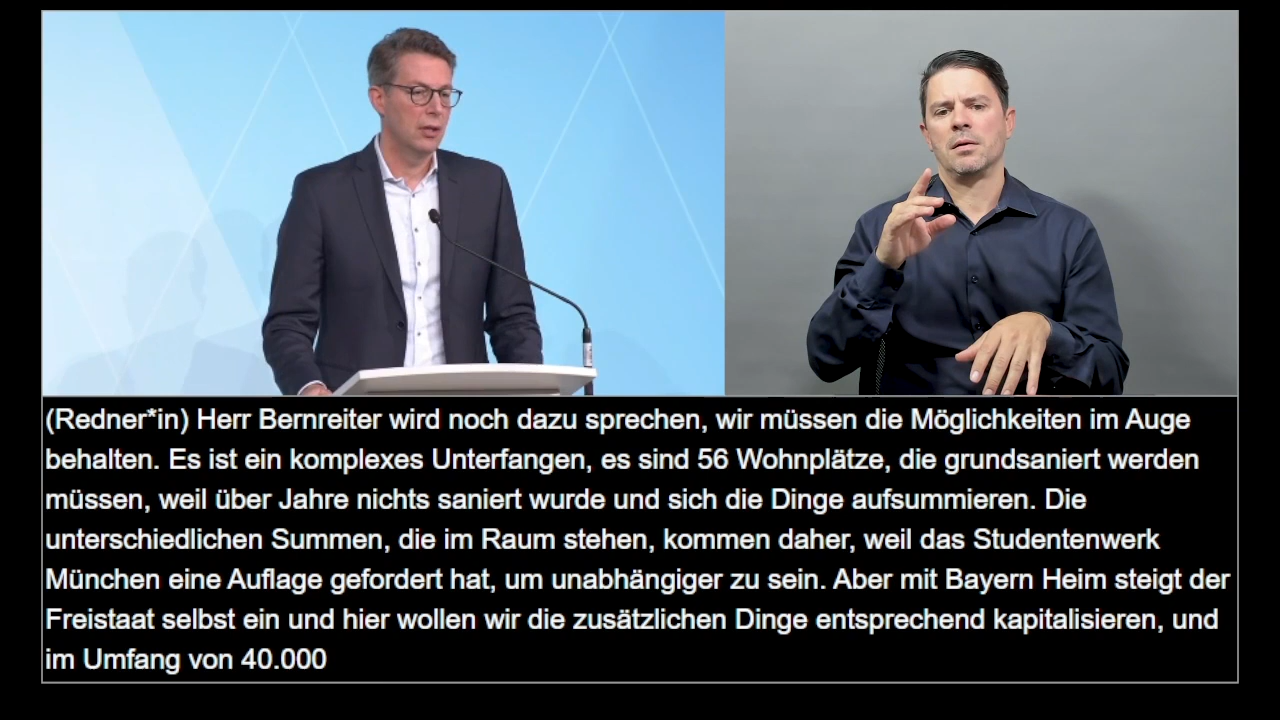 (Redner*in) Herr Bernreiter wird noch dazu sprechen, wir müssen die Möglichkeiten im Auge
behalten. Es ist ein komplexes Unterfangen, es sind 56 Wohnplätze, die grundsaniert werden
müssen, weil über Jahre nichts saniert wurde und sich die Dinge aufsummieren. Die
unterschiedlichen Summen, die im Raum stehen, kommen daher, weil das Studentenwerk
München eine Auflage gefordert hat, um unabhängiger zu sein. Aber mit Bayern Heim steigt der
Freistaat selbst ein und hier wollen wir die zusätzlichen Dinge entsprechend kapitalisieren, und
im Umfang von 40.000